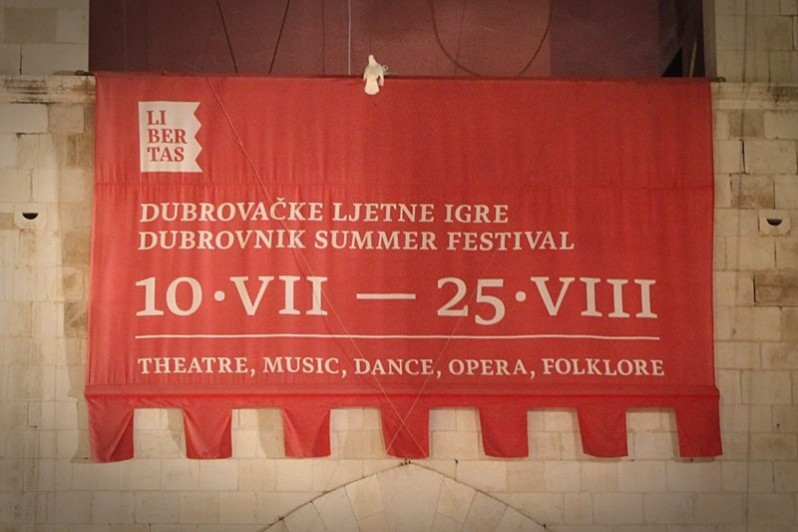 LI
BER
TAS
DUBROVAČKE LJETNE IGRE
DUBROVNIK SUMMER FESTIVAL
10·VII — 25·VIII
THEATRE, MUSIC, DANCE, OPERA, FOLKLORE